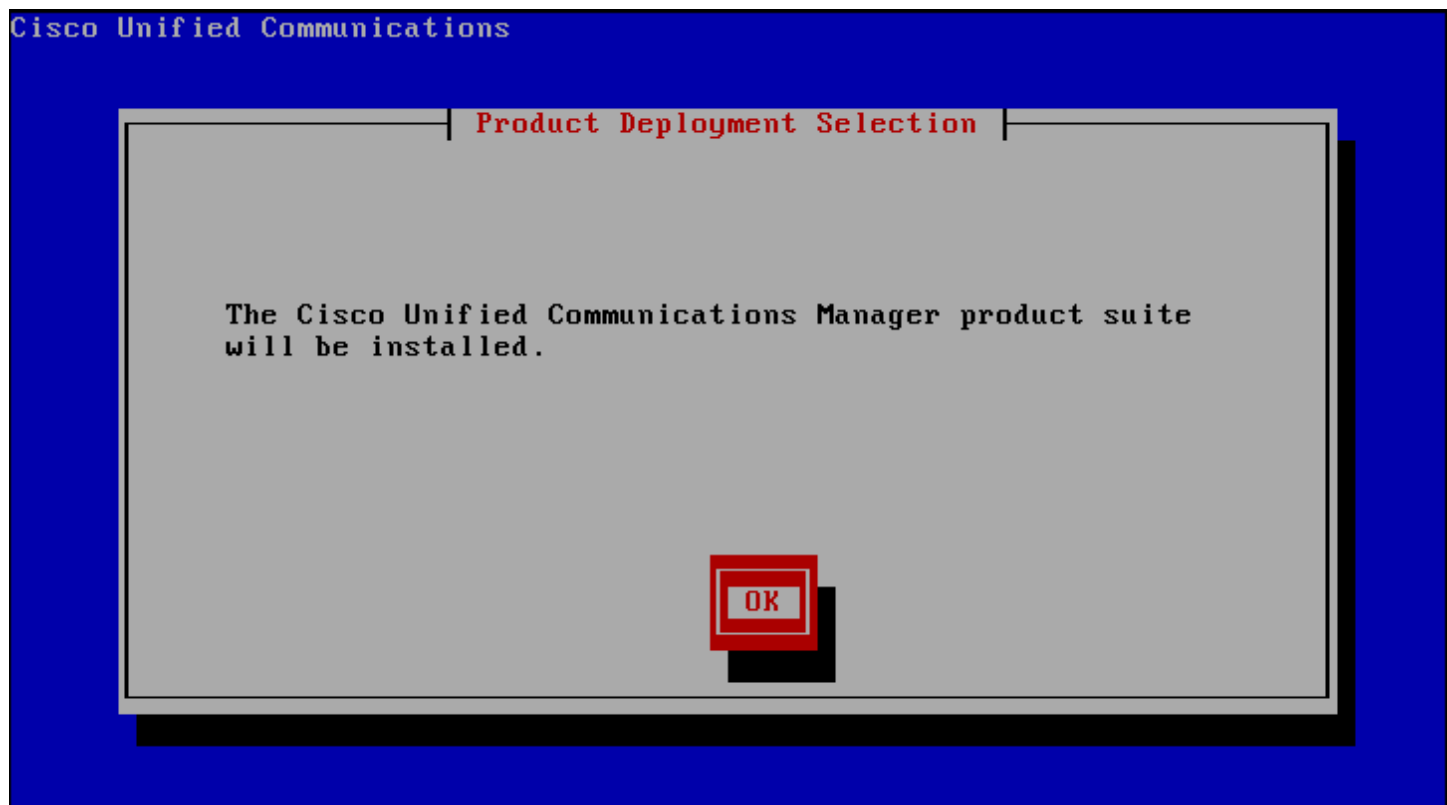 Cisco Unified Communications
Product Deployment Selection
The Cisco Unified Communications Manager product suite
will be installed.
OK